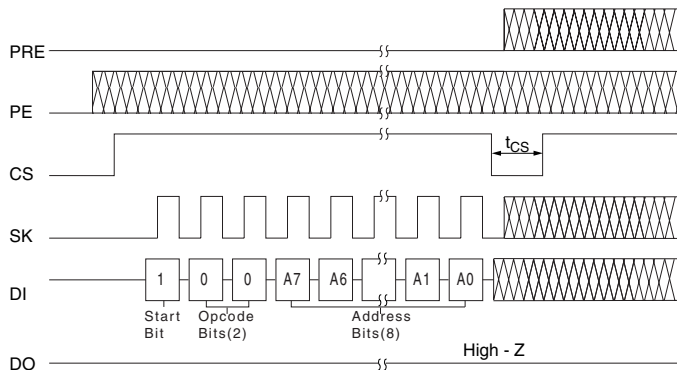 PRE
PE
CS
tCS
SK
DI
1 0 0 A7 A6 A1 A0
Start Bit
Opcode Bits(2)
Address Bits(8)
DO
High - Z